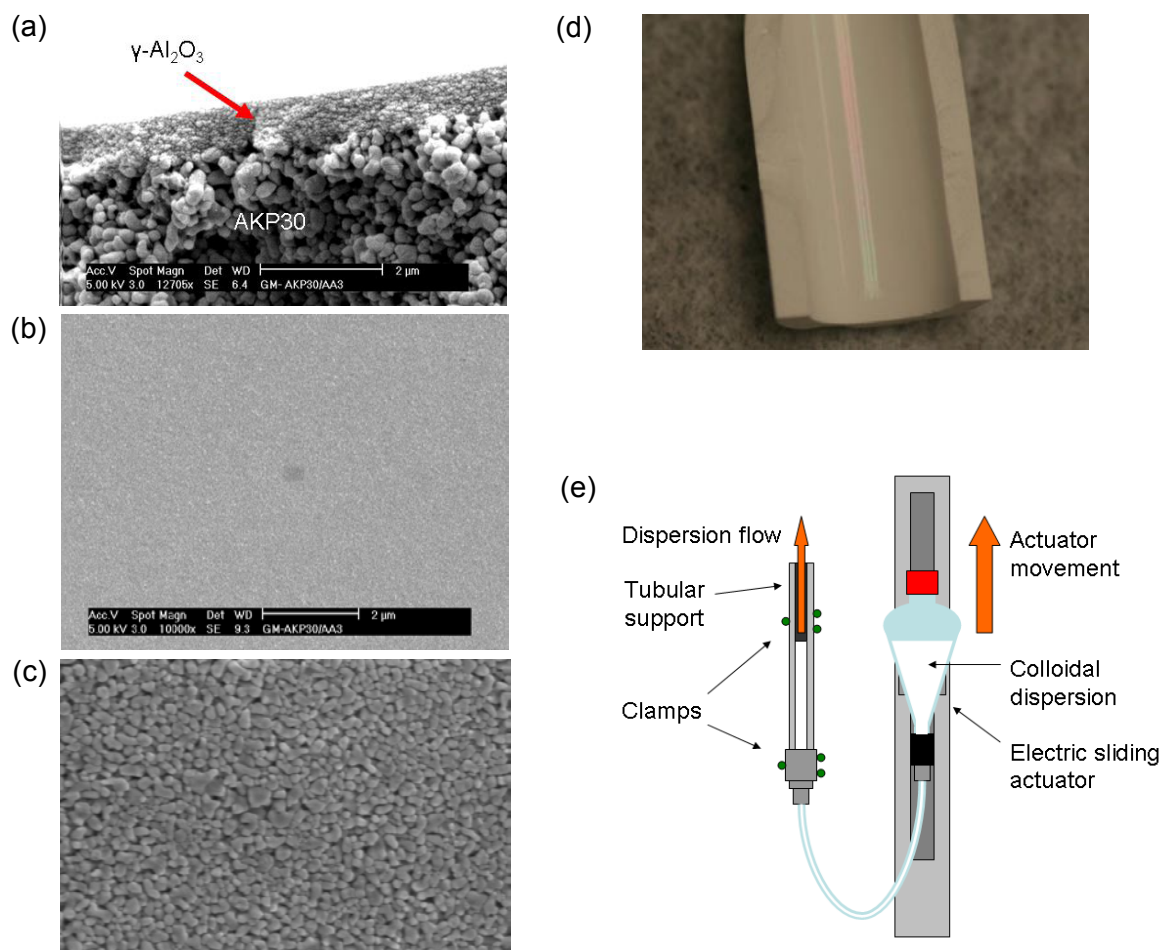 (a)
γ-Al₂O₃
AKP30
Acc.V Spot Magn Det WD 2 μm
5.00 kV 3.0 12705x SE 6.4 GM- AKP30/AA3
(b)
Acc.V Spot Magn Det WD 2 μm
5.00 kV 3.0 10000x SE 9.3 GM-AKP30/AA3
(c)
(d)
(e)
Dispersion flow
Tubular
support
Clamps
Actuator
movement
Colloidal
dispersion
Electric sliding
actuator